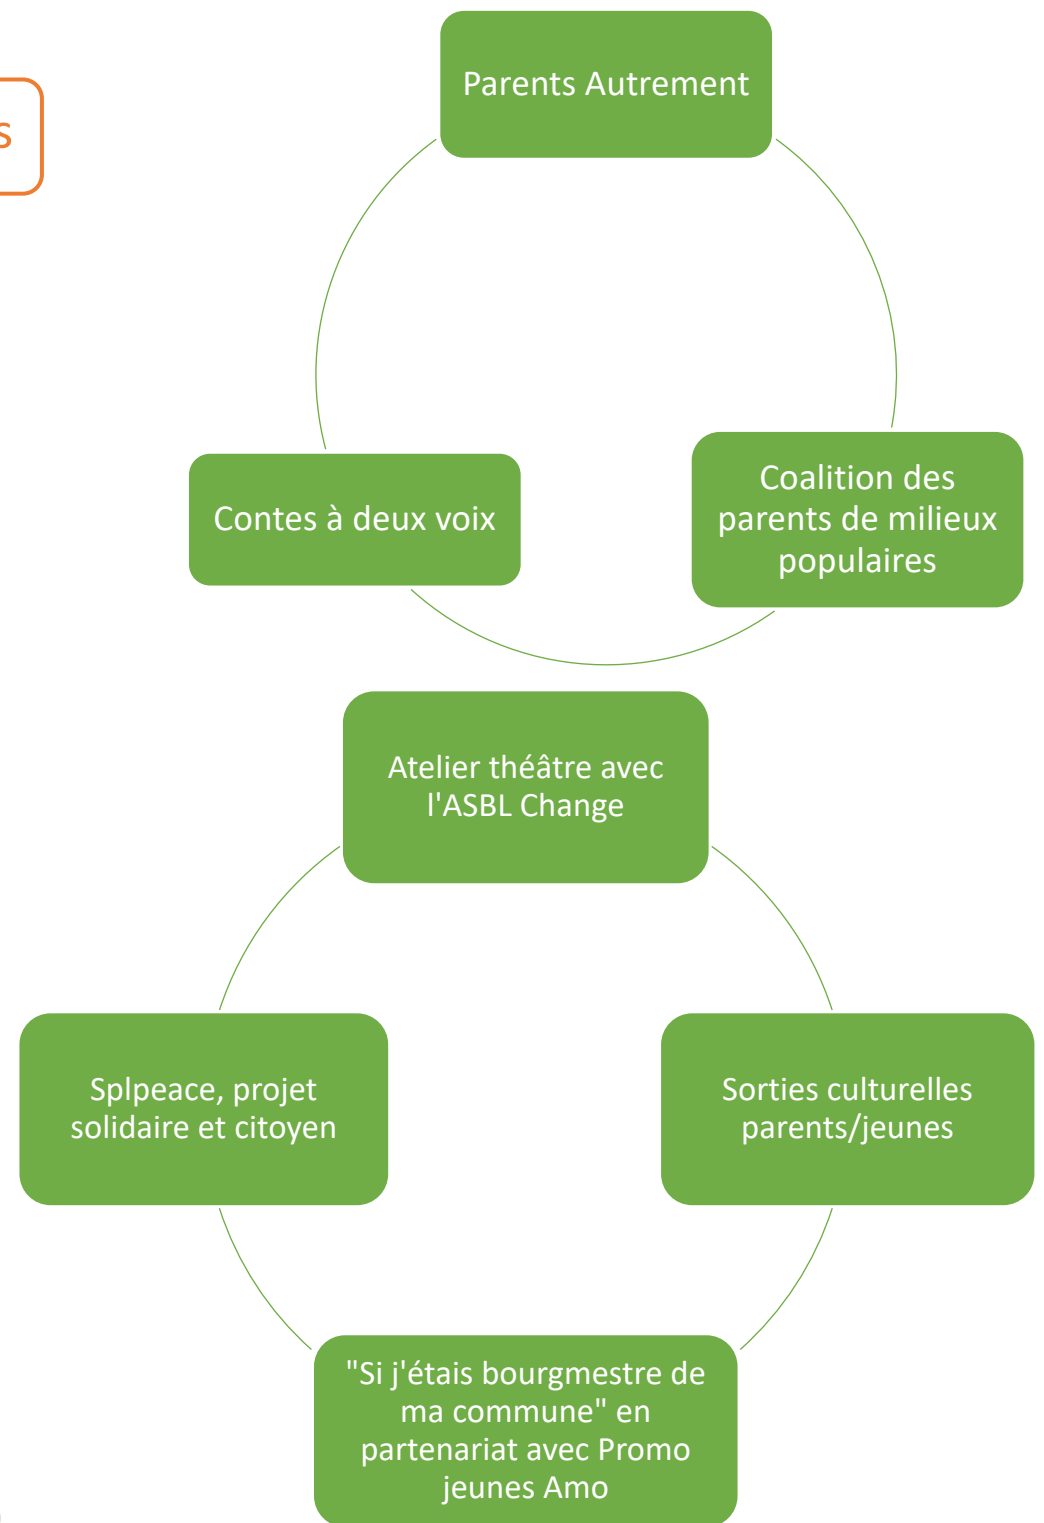 Parents Autrement
s
Contes à deux voix
Coalition des
parents de milieux
populaires
Atelier théâtre avec
l'ASBL Change
Splpeace, projet
solidaire et citoyen
Sorties culturelles
parents/jeunes
"Si j'étais bourgmestre de
ma commune" en
partenariat avec Promo
jeunes Amo